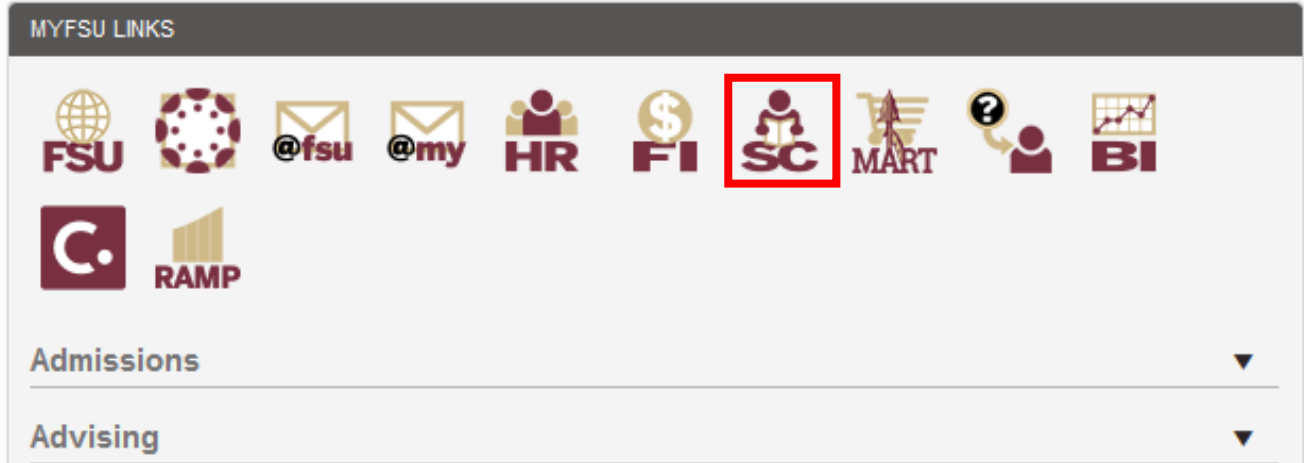 MYFSU LINKS
FSU @fsu @my HR $ FI SC MART ? BI
C. RAMP
Admissions
Advising